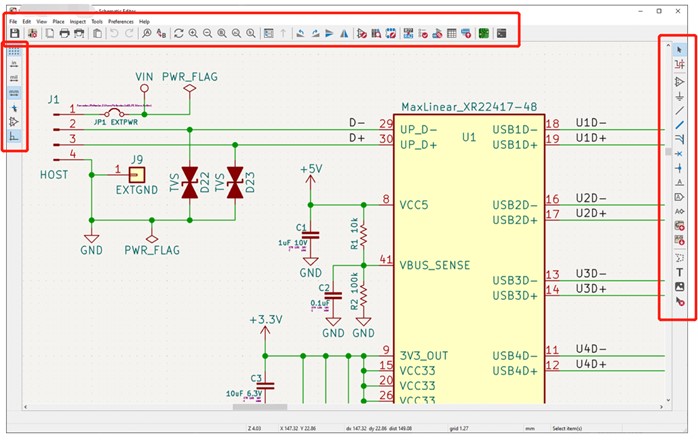 Schematic Editor
File Edit View Place Inspect Tools Preferences Help
VIN PWR_FLAG
J1
1
JP1 EXTPWR
2
3
4
HOST
J9
1
EXTGND
TVS
D22
TVS
D23
GND
PWR_FLAG
MaxLinear_XR22417-48
D- 29 UP_D- U1 USB1D- 18 U1D-
D+ 30 UP_D+ USB1D+ 19 U1D+
+5V
8 VCC5 USB2D- 16 U2D-
USB2D+ 17 U2D+
C1
1uF 10V
R1 10k
GND
41 VBUS_SENSE
C2
0.1uF
R2 100k
GND GND
USB3D- 13 U3D-
USB3D+ 14 U3D+
+3.3V
9 3V3_OUT USB4D- 11 U4D-
15 VCC33 USB4D+ 12 U4D+
20 VCC33
26 VCC33
C3
10uF 6.3V
Z 4.03 X 147.32 Y 22.86 dx 147.32 dy 22.86 dist 149.08 grid 1.27 mm Select item(s)